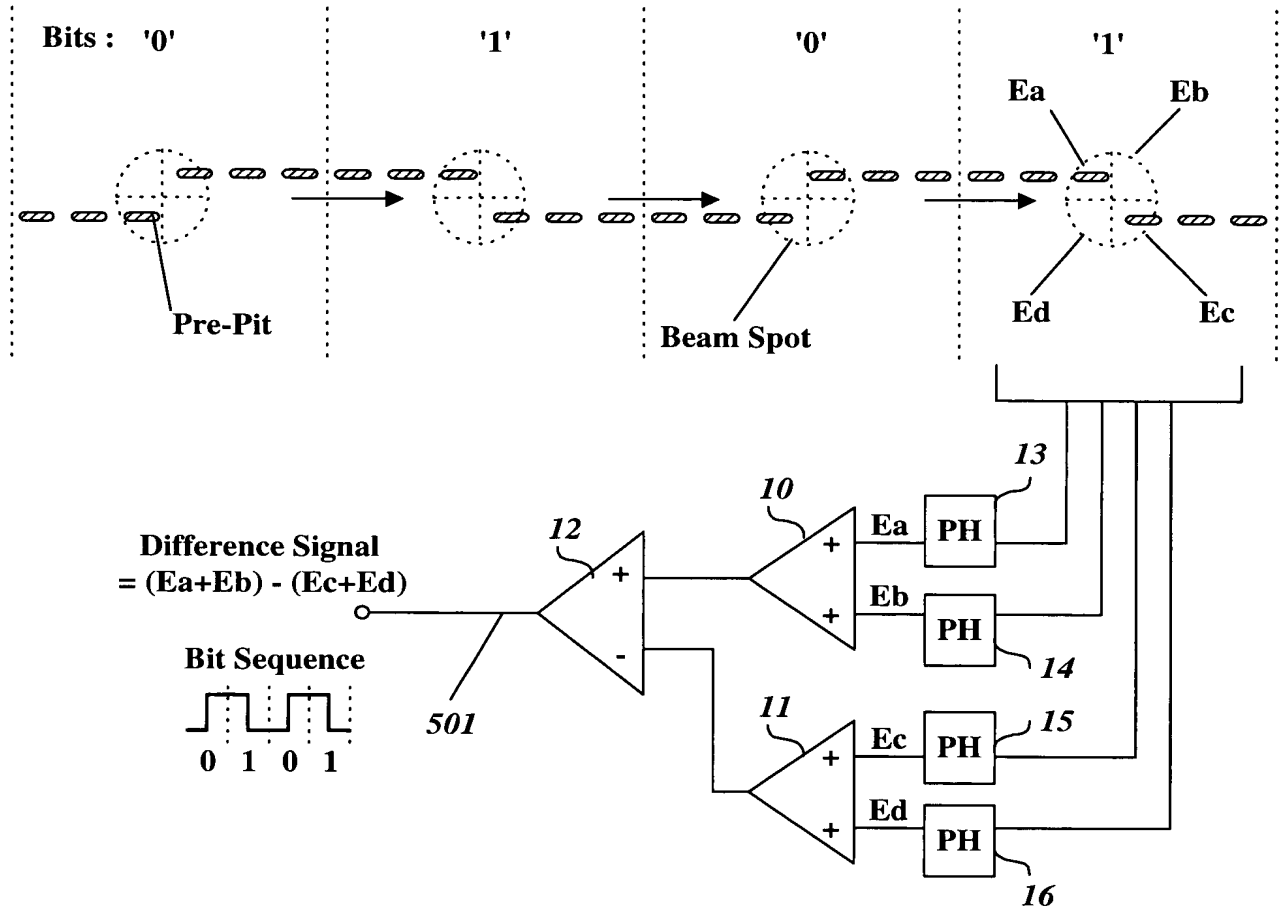 Bits : '0' '1' '0' '1'
Ea Eb
Pre-Pit
Beam Spot
Ed Ec
13
10
Ea PH
12
Difference Signal
= (Ea+Eb) - (Ec+Ed)
+ +
Eb PH
+
14
Bit Sequence
-
501
11
15
Ec PH
+
0 1 0 1
Ed PH
+
16